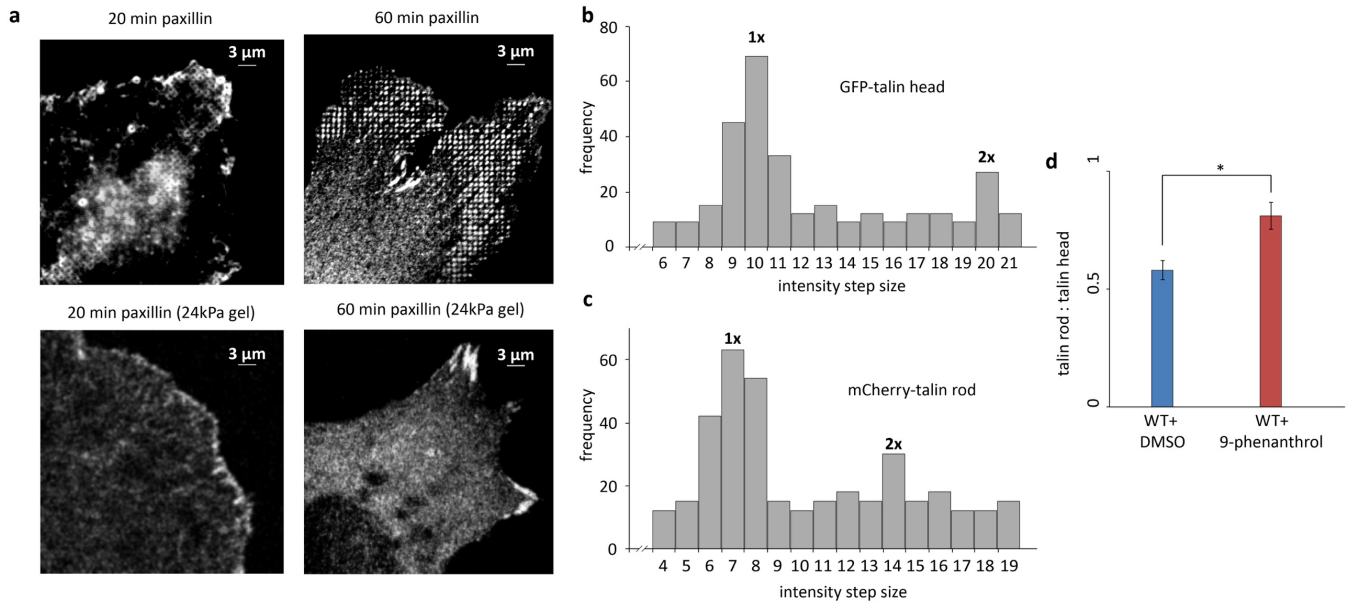 a
20 min paxillin
60 min paxillin
3 µm
3 µm
20 min paxillin (24kPa gel)
60 min paxillin (24kPa gel)
3 µm
3 µm
b
80
60
40
20
0
frequency
1x
GFP-talin head
2x
6 7 8 9 10 11 12 13 14 15 16 17 18 19 20 21
intensity step size
c
60
40
20
0
frequency
1x
mCherry-talin rod
2x
4 5 6 7 8 9 10 11 12 13 14 15 16 17 18 19
intensity step size
d
1
0.5
0
talin rod : talin head
*
WT+
DMSO
WT+
9-phenanthrol